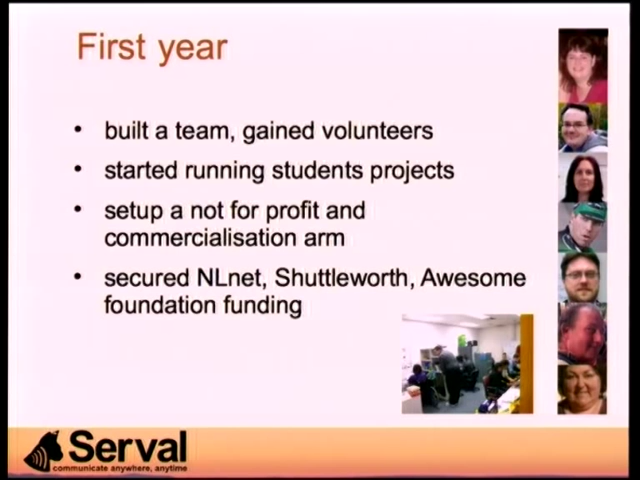 First year
• built a team, gained volunteers
• started running students projects
• setup a not for profit and
commercialisation arm
• secured NLnet, Shuttleworth, Awesome
foundation funding
Serval
communicate anywhere, anytime